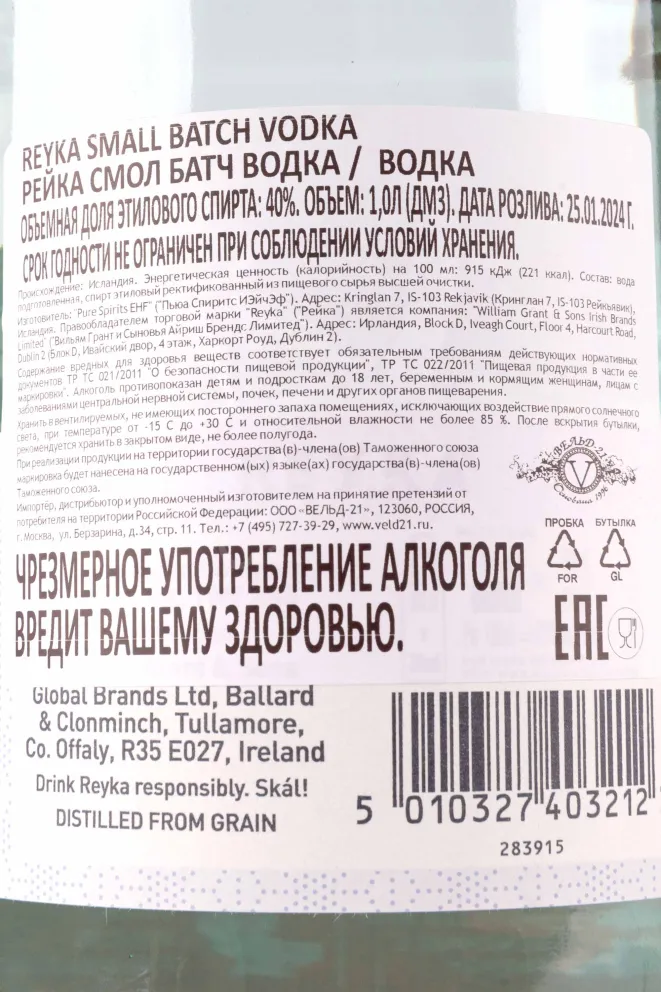 REYKA SMALL BATCH VODKA
РЕЙКА СМОЛ БАТЧ ВОДКА / ВОДКА
ОБЪЕМНАЯ ДОЛЯ ЭТИЛОВОГО СПИРТА: 40%. ОБЪЕМ: 1,0Л (ДМ3). ДАТА РОЗЛИВА: 25.01.2024 Г.
СРОК ГОДНОСТИ НЕ ОГРАНИЧЕН ПРИ СОБЛЮДЕНИИ УСЛОВИЙ ХРАНЕНИЯ.
Происхождение: Исландия. Энергетическая ценность (калорийность) на 100 мл: 915 кДж (221 ккал). Состав: вода
подготовленная, спирт этиловый ректификованный из пищевого сырья высшей очистки.
Изготовитель: "Pure Spirits EHF" ("Пьюа Спиритс ИЭйчЭф"). Адрес: Kringlan 7, IS-103 Rekjavik (Кринглан 7, IS-103 Рейкьявик),
Исландия. Правообладателем торговой марки "Reyka" ("Рейка") является компания: "William Grant & Sons Irish Brands
Limited" ("Вильям Грант и Сыновья Айриш Брендс Лимитед"). Адрес: Ирландия, Block D, Iveagh Court, Floor 4, Harcourt Road,
Dublin 2 (Блок D, Ивайский двор, 4 этаж, Харкорт Роуд, Дублин 2).
Содержание вредных для здоровья веществ соответствует обязательным требованиям действующих нормативных
документов ТР ТС 021/2011 "О безопасности пищевой продукции", ТР ТС 022/2011 "Пищевая продукция в части ее
маркировки". Алкоголь противопоказан детям и подросткам до 18 лет, беременным и кормящим женщинам, лицам с
заболеваниями центральной нервной системы, почек, печени и других органов пищеварения.
Хранить в вентилируемых, не имеющих постороннего запаха помещениях, исключающих воздействие прямого солнечного
света, при температуре от -15 С до +30 С и относительной влажности не более 85 %. После вскрытия бутылки,
рекомендуется хранить в закрытом виде, не более полугода.
При реализации продукции на территории государства(в)-члена(ов) Таможенного союза
маркировка будет нанесена на государственном(ых) языке(ах) государств(в)-члена(ов)
Таможенного союза.
Импортёр, дистрибьютор и уполномоченный изготовителем на принятие претензий от
потребителя на территории Российской Федерации: ООО «ВЕЛЬД-21», 123060, РОССИЯ,
г. Москва, ул. Берзарина, д.34, стр. 11. Тел.: +7 (495) 727-39-29, www.veld21.ru.
ВЕЛЬД-21
V
Основана 1996
ПРОБКА БУТЫЛКА
FOR GL
ЧРЕЗМЕРНОЕ УПОТРЕБЛЕНИЕ АЛКОГОЛЯ
ВРЕДИТ ВАШЕМУ ЗДОРОВЬЮ.
EAC
Global Brands Ltd, Ballard
& Clonminch, Tullamore,
Co. Offaly, R35 E027, Ireland
Drink Reyka responsibly. Skál!
DISTILLED FROM GRAIN
5 010327 403212
283915